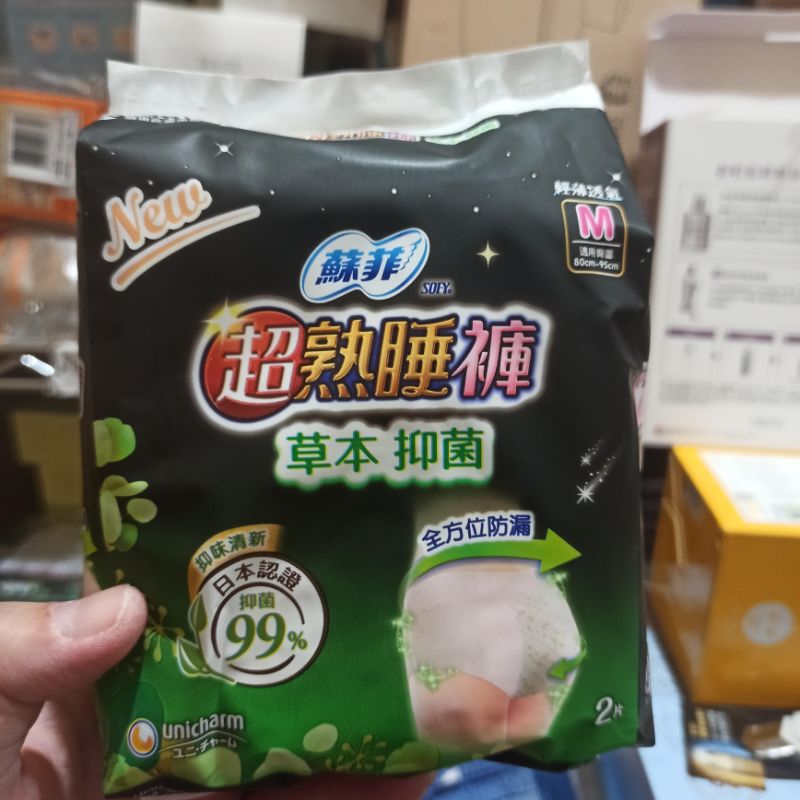 New
輕薄透氣
M
適用臀圍
80cm~95cm
蘇菲
SOFY
超熟睡褲
草本 抑菌
全方位防漏
抑味清新
日本認證
抑菌
99%
unicharm
ユニ・チャーム
2片